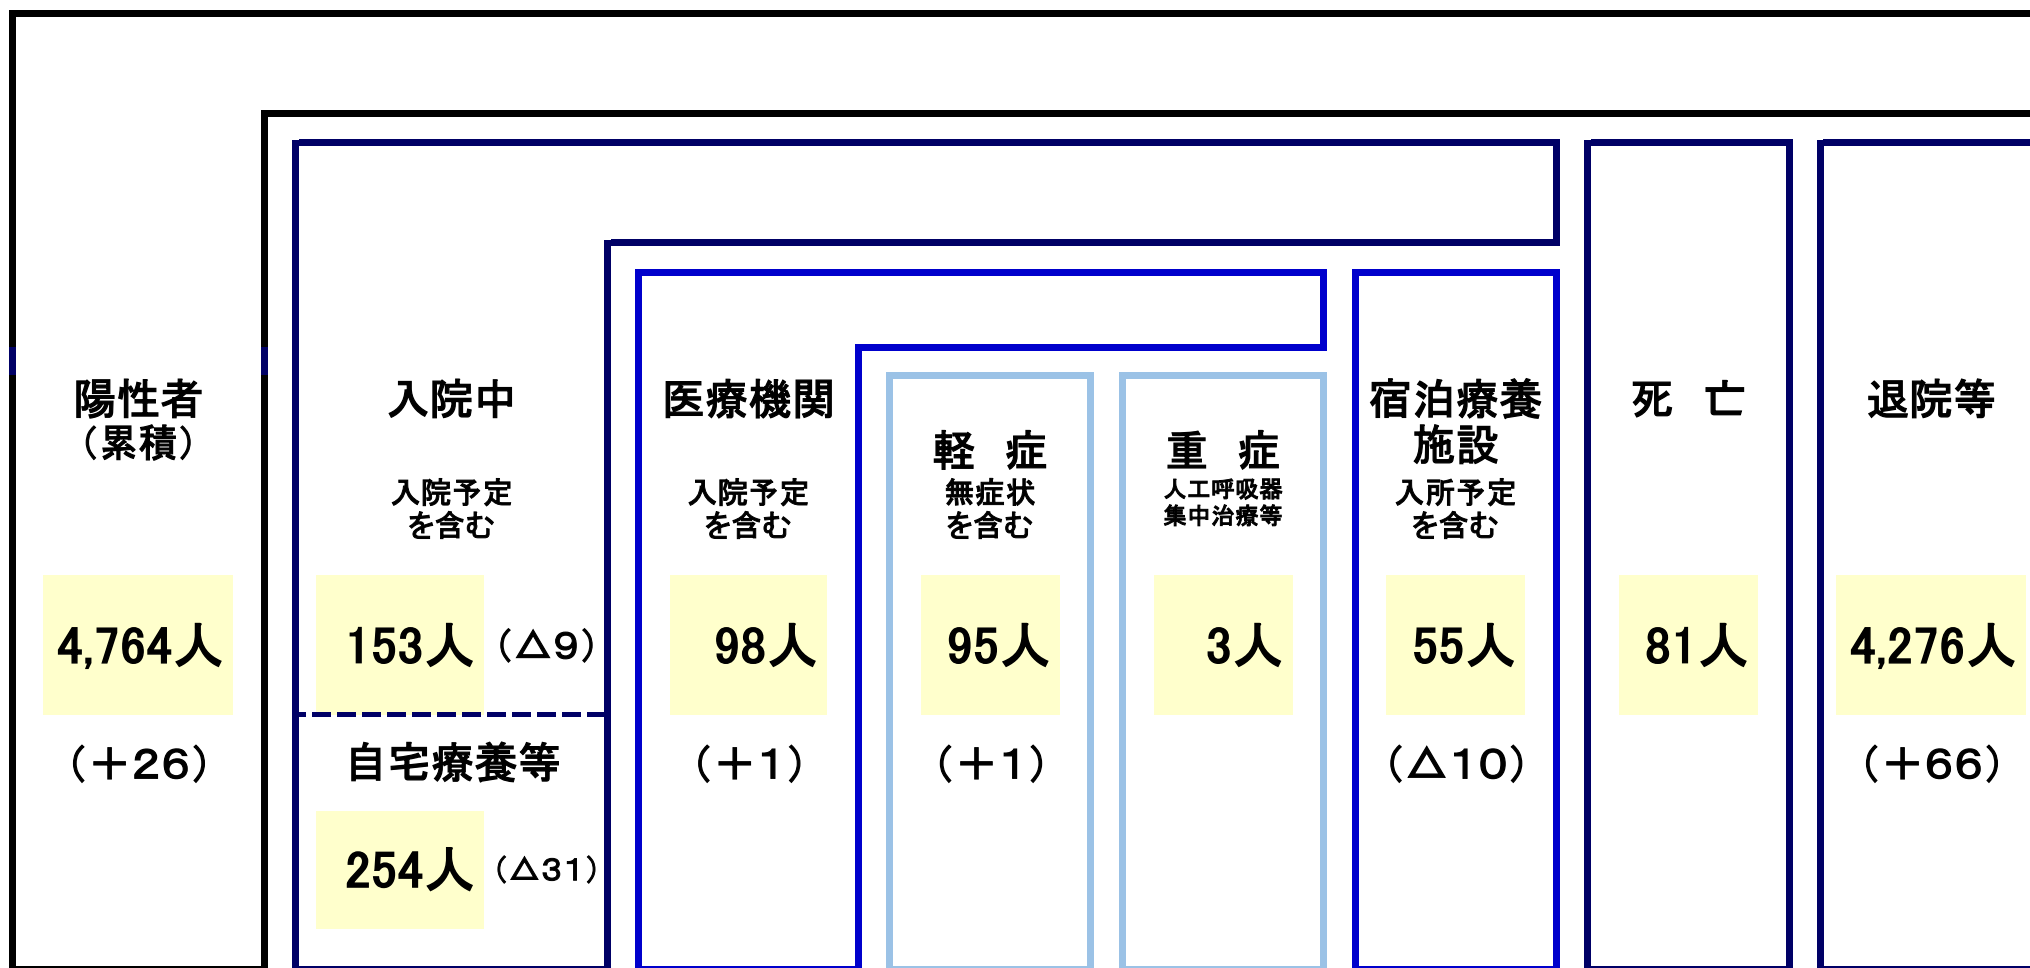 陽性者
（累積）
4,764人
（＋26）
入院中
入院予定
を含む
153人（△9）
自宅療養等
254人（△31）
医療機関
入院予定
を含む
98人
（＋1）
軽　症
無症状
を含む
95人
（＋1）
重　症
人工呼吸器
集中治療等
3人
宿泊療養
施設
入所予定
を含む
55人
（△10）
死　亡
81人
退院等
4,276人
（＋66）